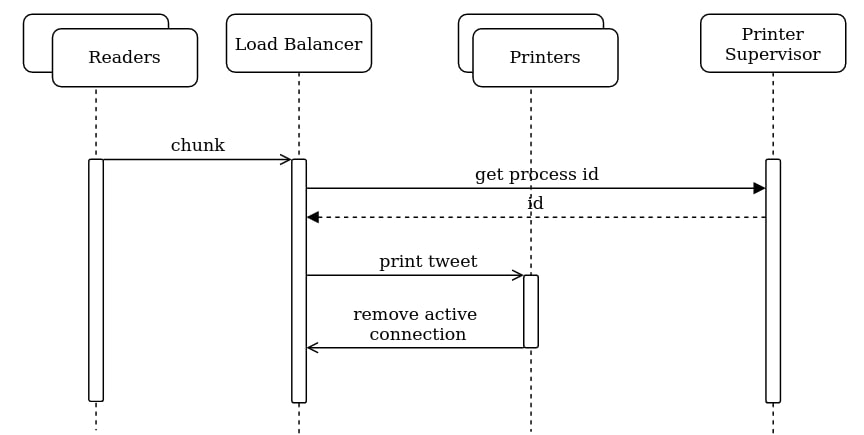 Readers
Load Balancer
Printers
Printer
Supervisor
chunk
get process id
id
print tweet
remove active
connection